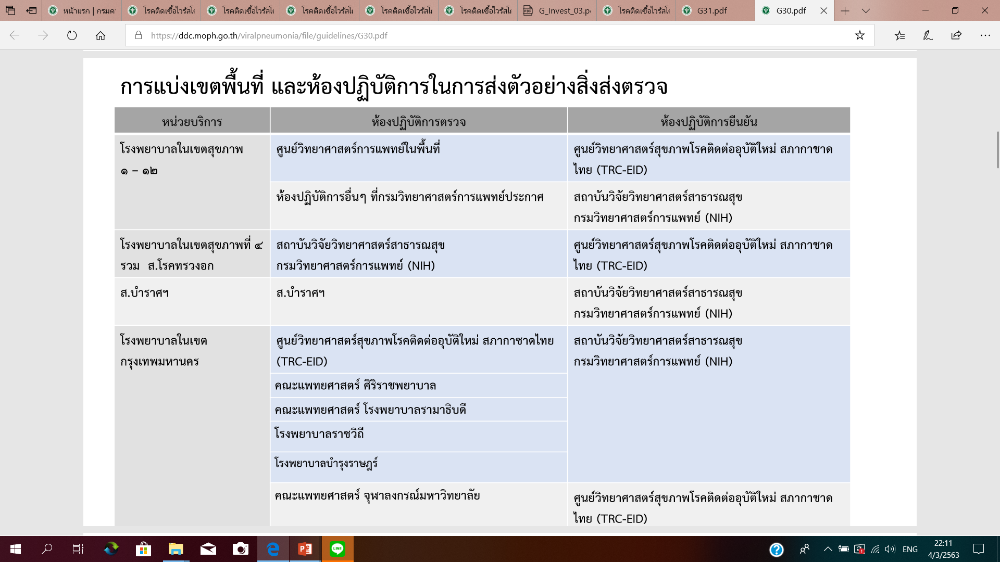 หน้าแรก | กรมค
โรคติดเชื้อไวรัสโค
โรคติดเชื้อไวรัสโค
โรคติดเชื้อไวรัสโค
โรคติดเชื้อไวรัสโค
โรคติดเชื้อไวรัสโค
PDF
G_Invest_03.p
โรคติดเชื้อไวรัสโค
G31.pdf
G30.pdf
https://ddc.moph.go.th/viralpneumonia/file/guidelines/G30.pdf
การแบ่งเขตพื้นที่ และห้องปฏิบัติการในการส่งตัวอย่างสิ่งส่งตรวจ
หน่วยบริการ
ห้องปฏิบัติการตรวจ
ห้องปฏิบัติการยืนยัน
โรงพยาบาลในเขตสุขภาพ
๑ – ๑๒
ศูนย์วิทยาศาสตร์การแพทย์ในพื้นที่
ศูนย์วิทยาศาสตร์สุขภาพโรคติดต่ออุบัติใหม่ สภากาชาด
ไทย (TRC-EID)
ห้องปฏิบัติการอื่นๆ ที่กรมวิทยาศาสตร์การแพทย์ประกาศ
สถาบันวิจัยวิทยาศาสตร์สาธารณสุข
กรมวิทยาศาสตร์การแพทย์ (NIH)
โรงพยาบาลในเขตสุขภาพที่ ๔
รวม ส.โรคทรวงอก
สถาบันวิจัยวิทยาศาสตร์สาธารณสุข
กรมวิทยาศาสตร์การแพทย์ (NIH)
ศูนย์วิทยาศาสตร์สุขภาพโรคติดต่ออุบัติใหม่ สภากาชาด
ไทย (TRC-EID)
ส.บำราศฯ
ส.บำราศฯ
สถาบันวิจัยวิทยาศาสตร์สาธารณสุข
กรมวิทยาศาสตร์การแพทย์ (NIH)
โรงพยาบาลในเขต
กรุงเทพมหานคร
ศูนย์วิทยาศาสตร์สุขภาพโรคติดต่ออุบัติใหม่ สภากาชาดไทย
(TRC-EID)
สถาบันวิจัยวิทยาศาสตร์สาธารณสุข
กรมวิทยาศาสตร์การแพทย์ (NIH)
คณะแพทยศาสตร์ ศิริราชพยาบาล
คณะแพทยศาสตร์ โรงพยาบาลรามาธิบดี
โรงพยาบาลราชวิถี
โรงพยาบาลบำรุงราษฎร์
คณะแพทยศาสตร์ จุฬาลงกรณ์มหาวิทยาลัย
ศูนย์วิทยาศาสตร์สุขภาพโรคติดต่ออุบัติใหม่ สภากาชาด
ไทย (TRC-EID)
LINE
ENG
22:11
4/3/2563